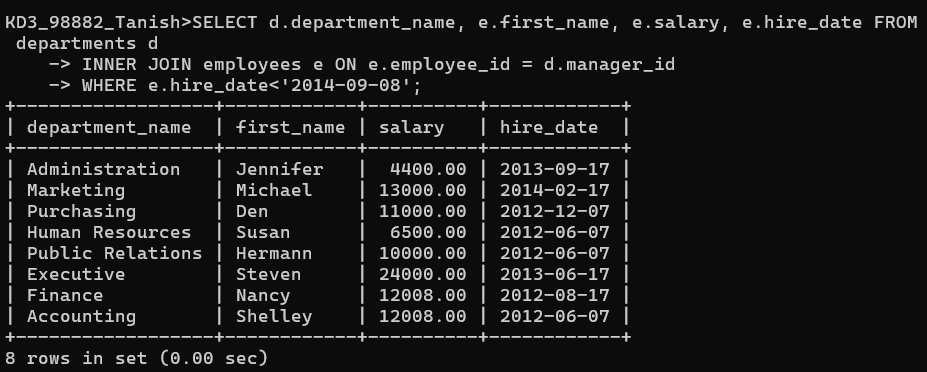 KD3_98882_Tanish>SELECT d.department_name, e.first_name, e.salary, e.hire_date FROM
 departments d
    -> INNER JOIN employees e ON e.employee_id = d.manager_id
    -> WHERE e.hire_date<'2014-09-08';
+------------------+------------+----------+------------+
| department_name  | first_name | salary   | hire_date  |
+------------------+------------+----------+------------+
| Administration   | Jennifer   |  4400.00 | 2013-09-17 |
| Marketing        | Michael    | 13000.00 | 2014-02-17 |
| Purchasing       | Den        | 11000.00 | 2012-12-07 |
| Human Resources  | Susan      |  6500.00 | 2012-06-07 |
| Public Relations | Hermann    | 10000.00 | 2012-06-07 |
| Executive        | Steven     | 24000.00 | 2013-06-17 |
| Finance          | Nancy      | 12008.00 | 2012-08-17 |
| Accounting       | Shelley    | 12008.00 | 2012-06-07 |
+------------------+------------+----------+------------+
8 rows in set (0.00 sec)